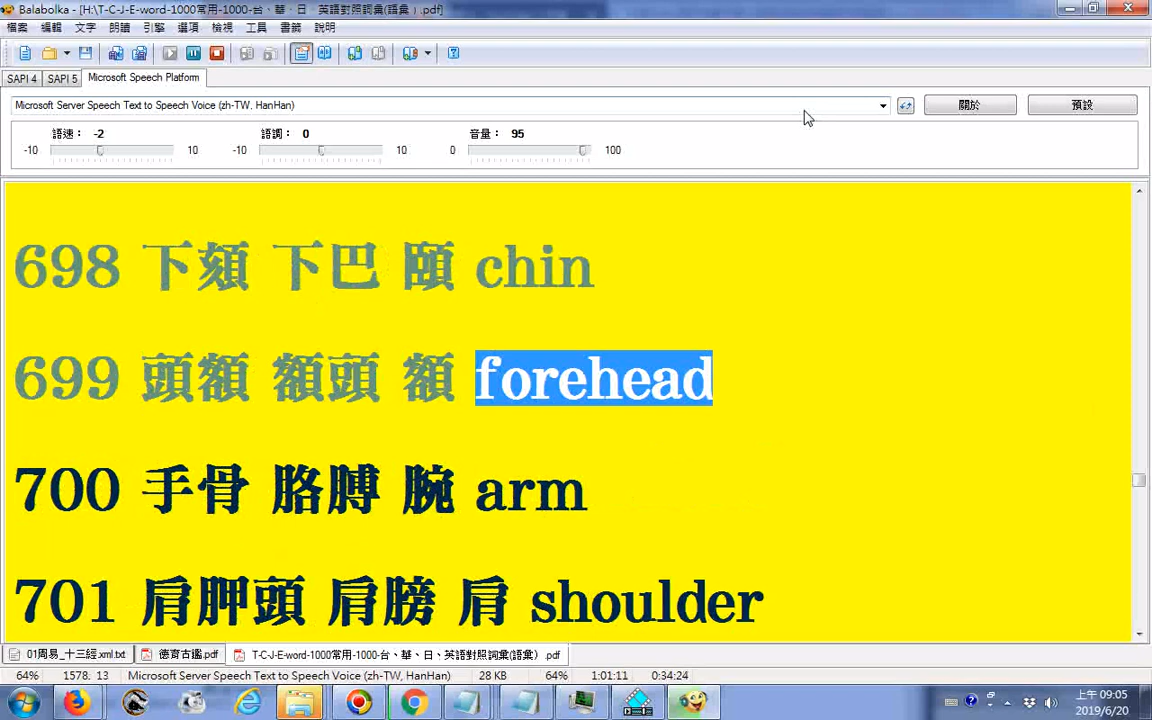 Balabolka - [H:\T-C-J-E-word-1000常用-1000-台、華、日、英語對照詞彙(語彙).pdf]
檔案 編輯 文字 朗讀 引擎 選項 檢視 工具 書籤 說明
SAPI 4 SAPI 5 Microsoft Speech Platform
Microsoft Server Speech Text to Speech Voice (zh-TW, HanHan) 關於 預設
語速： -2 語調： 0 音量： 95
-10 10 -10 10 0 100
698 下頦 下巴 頤 chin
699 頭額 額頭 額 forehead
700 手骨 胳膊 腕 arm
701 肩胛頭 肩膀 肩 shoulder
01周易_十三經.xml.txt 德育古鑑.pdf T-C-J-E-word-1000常用-1000-台、華、日、英語對照詞彙(語彙) .pdf
64% 1578. 13 Microsoft Server Speech Text to Speech Voice (zh-TW, HanHan) 28 KB 64% 1:01:11 0:34:24
上午 09:05
2019/6/20